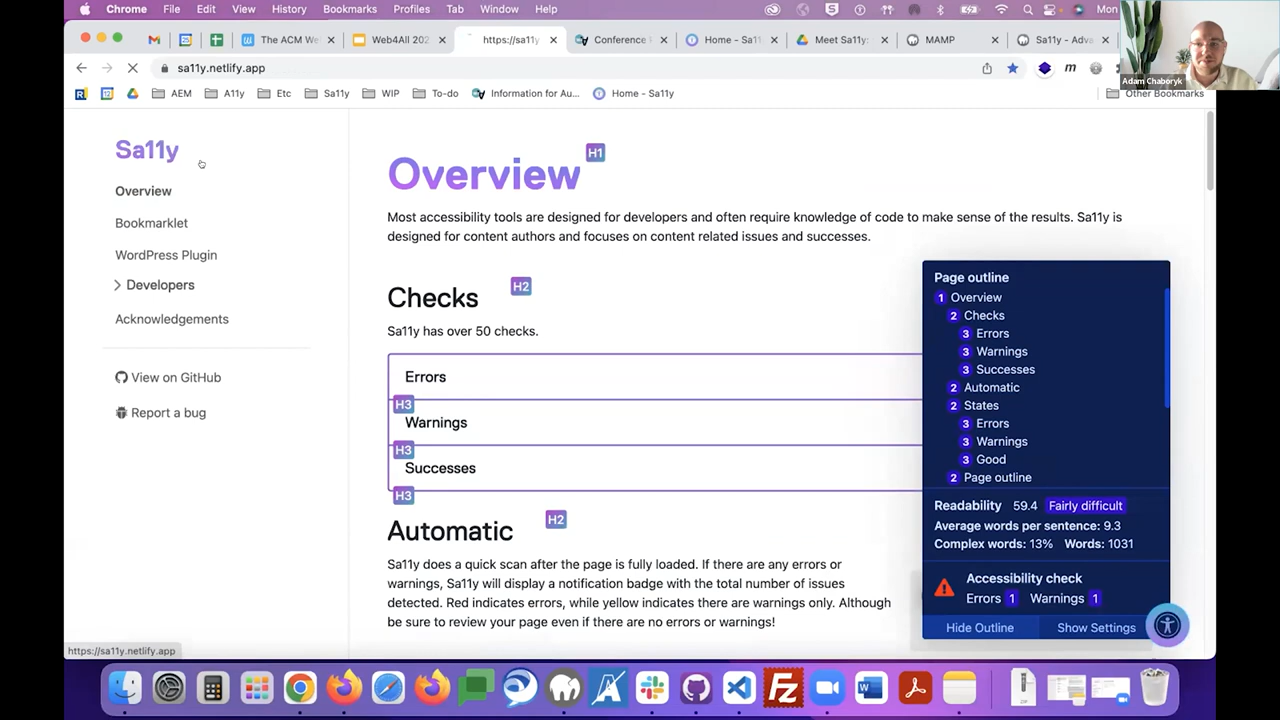 Chrome File Edit View History Bookmarks Profiles Tab Window Help
Mon
The ACM We
Web4All 202
https://sa11y
Conference
Home - Sa11
Meet Sa11y:
MAMP
Sa11y - Adva
sa11y.netlify.app
AEM
A11y
Etc
Sa11y
WIP
To-do
Information for Au...
Home - Sa11y
Other Bookmarks
Adam Chaboryk
Sa11y
Overview
Bookmarklet
WordPress Plugin
Developers
Acknowledgements
View on GitHub
Report a bug
Overview H1
Most accessibility tools are designed for developers and often require knowledge of code to make sense of the results. Sa11y is
designed for content authors and focuses on content related issues and successes.
Checks H2
Sa11y has over 50 checks.
Errors
H3
Warnings
H3
Successes
H3
Automatic H2
Sa11y does a quick scan after the page is fully loaded. If there are any errors or
warnings, Sa11y will display a notification badge with the total number of issues
detected. Red indicates errors, while yellow indicates there are warnings only. Although
be sure to review your page even if there are no errors or warnings!
Page outline
1 Overview
2 Checks
3 Errors
3 Warnings
3 Successes
2 Automatic
2 States
3 Errors
3 Warnings
3 Good
2 Page outline
Readability 59.4 Fairly difficult
Average words per sentence: 9.3
Complex words: 13% Words: 1031
Accessibility check
Errors 1 Warnings 1
Hide Outline Show Settings
https://sa11y.netlify.app